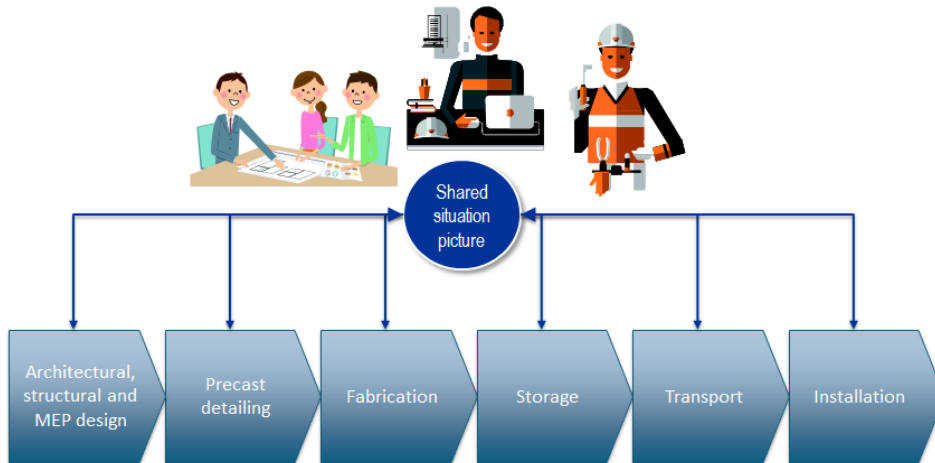 Shared
situation
picture
Architectural,
structural and
MEP design
Precast
detailing
Fabrication
Storage
Transport
Installation